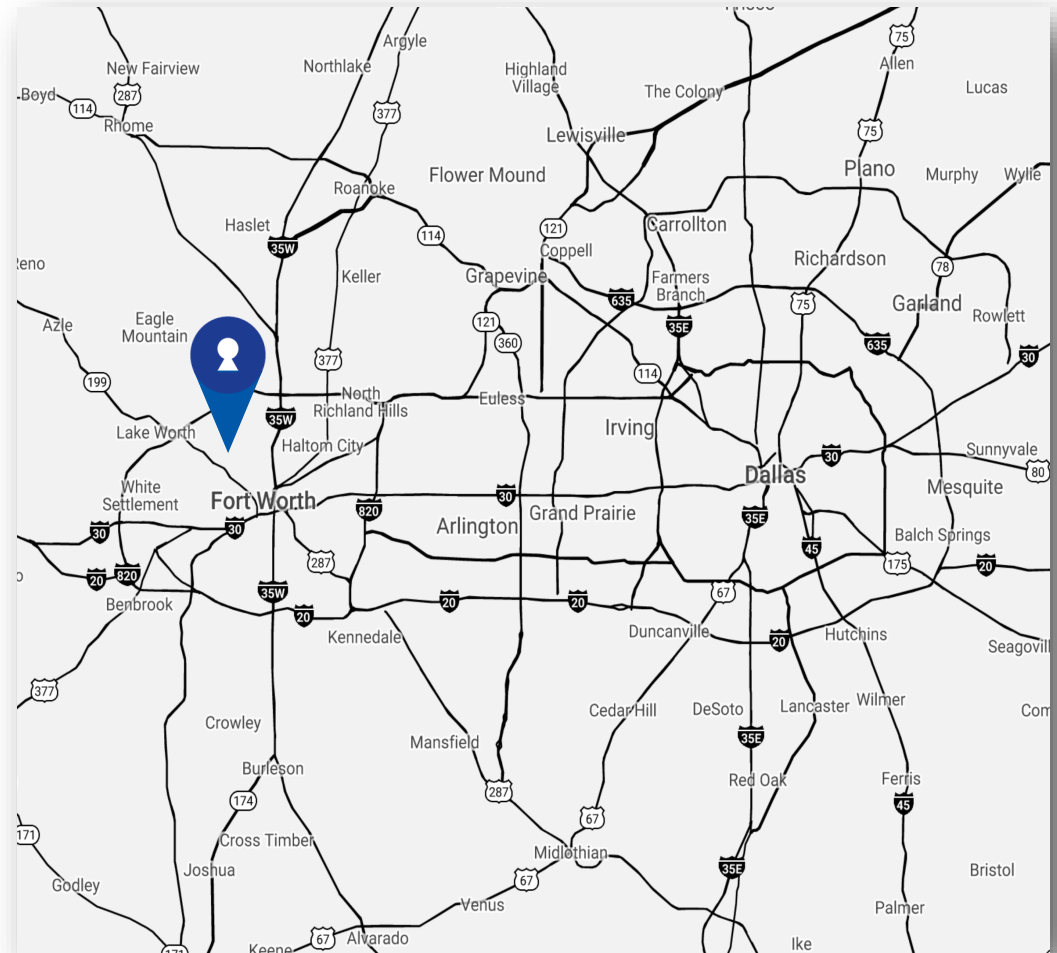 Argyle
75
New Fairview
Northlake
Highland
Village
Allen
Boyd
114
287
377
The Colony
Lucas
Rhome
Lewisville
75
Flower Mound
Plano
Murphy
Wylie
Roanoke
Haslet
35W
114
121
Carrollton
Coppell
Richardson
78
Keller
Grapevine
Farmers
Branch
635
75
Garland
Rowlett
Azle
Eagle
Mountain
121
360
35E
635
30
377
199
114
North
Richland Hills
35W
Euless
Lake Worth
Haltom City
Irving
30
Sunnyvale
80
Dallas
Mesquite
White
Settlement
Fort Worth
30
820
Arlington
Grand Prairie
35E
30
30
45
Balch Springs
287
175
20
20
820
35W
67
Benbrook
20
20
20
Kennedale
Duncanville
20
Hutchins
377
Crowley
Cedar Hill
DeSoto
Lancaster
Wilmer
Mansfield
35E
Burleson
Red Oak
Ferris
174
287
45
67
171
Cross Timber
Midlothian
Joshua
35E
Godley
67
Bristol
Venus
Palmer
67
Alvarado
Keene
Ike